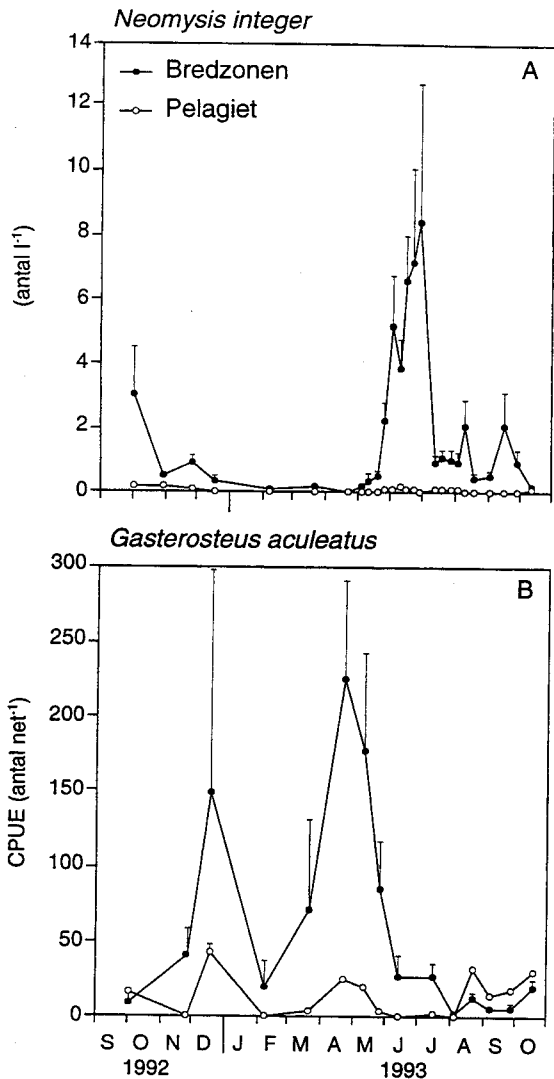 Neomysis integer
14
12
10
8
6
4
2
0
(antal l⁻¹)
Bredzonen
Pelagiet
A
Gasterosteus aculeatus
300
250
200
150
100
50
0
CPUE (antal net⁻¹)
B
S O N D J F M A M J J A S O
1992 1993